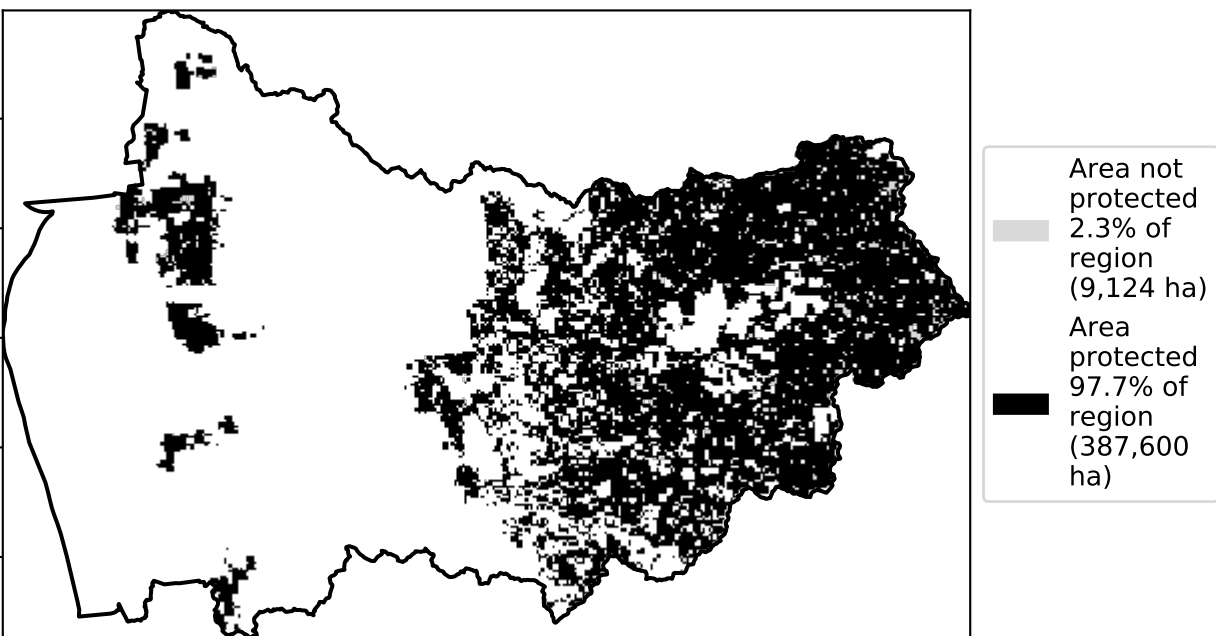 Area not
protected
2.3% of
region
(9,124 ha)
Area
protected
97.7% of
region
(387,600
ha)